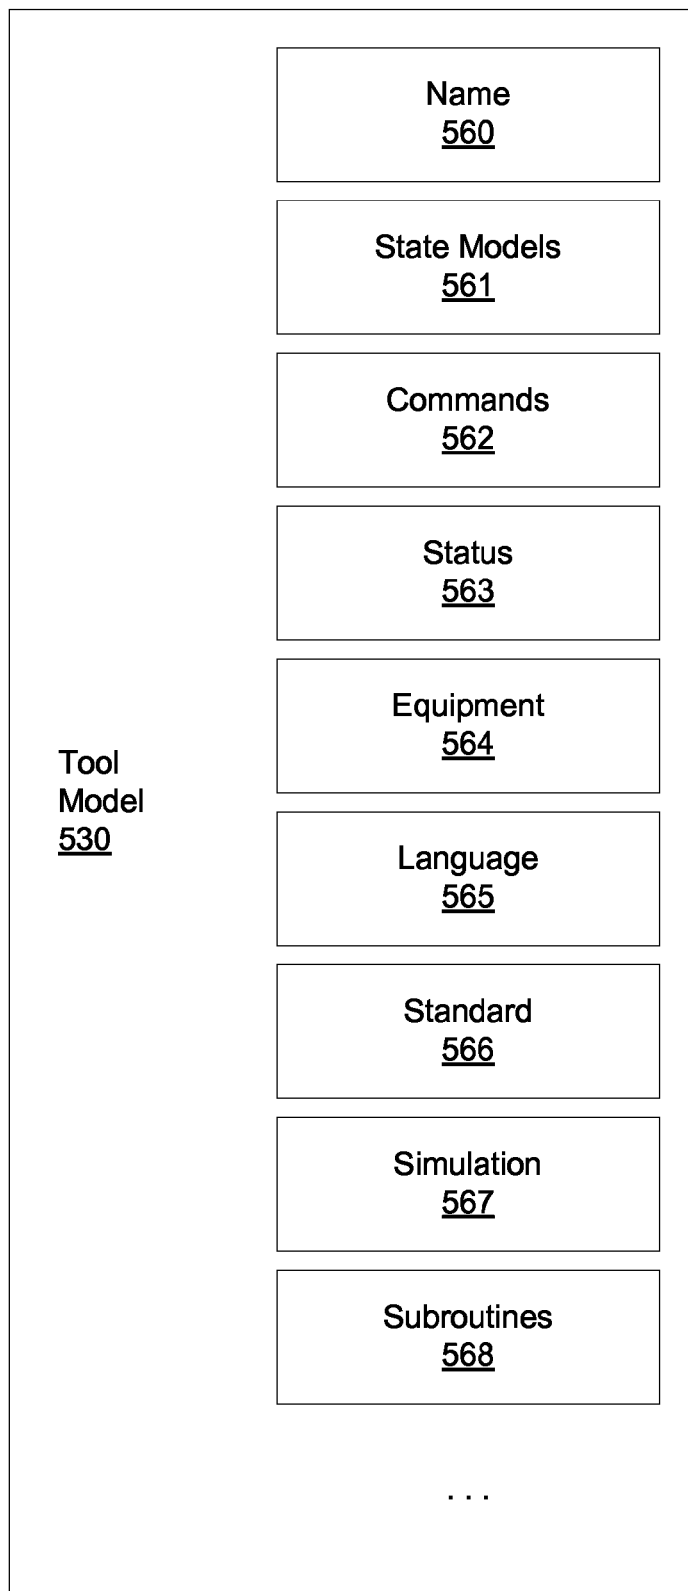 Name
560
State Models
561
Commands
562
Status
563
Equipment
564
Tool
Model
530
Language
565
Standard
566
Simulation
567
Subroutines
568
. . .